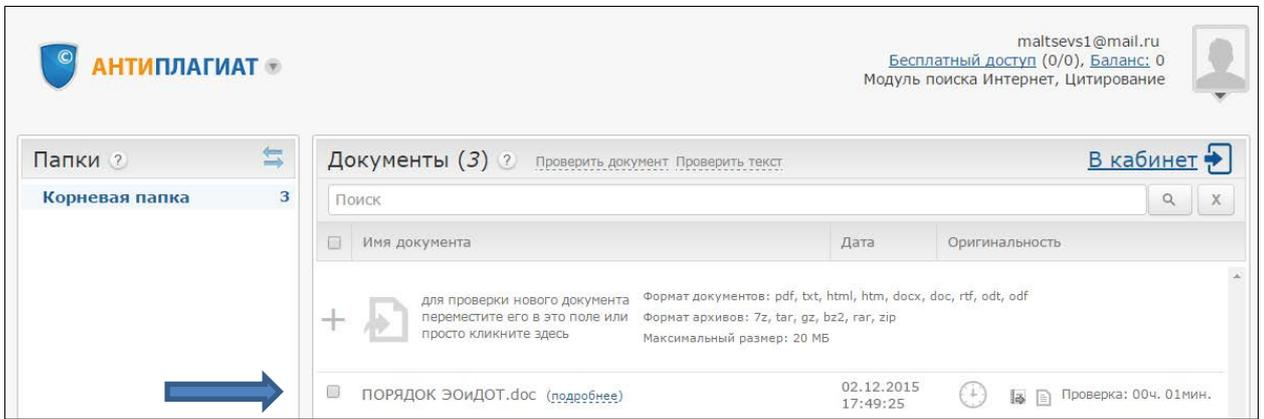 maltsevs1@mail.ru
© АНТИПЛАГИАТ
Бесплатный доступ (0/0), Баланс: 0
Модуль поиска Интернет, Цитирование
Папки ?
Документы (3) ? Проверить документ Проверить текст
В кабинет
Корневая папка 3
Поиск
X
Имя документа Дата Оригинальность
для проверки нового документа
переместите его в это поле или
просто кликните здесь
Формат документов: pdf, txt, html, htm, docx, doc, rtf, odt, odf
Формат архивов: 7z, tar, gz, bz2, rar, zip
Максимальный размер: 20 МБ
ПОРЯДОК ЭОиДОТ.doc (подробнее)
02.12.2015
17:49:25
Проверка: 00ч. 01мин.